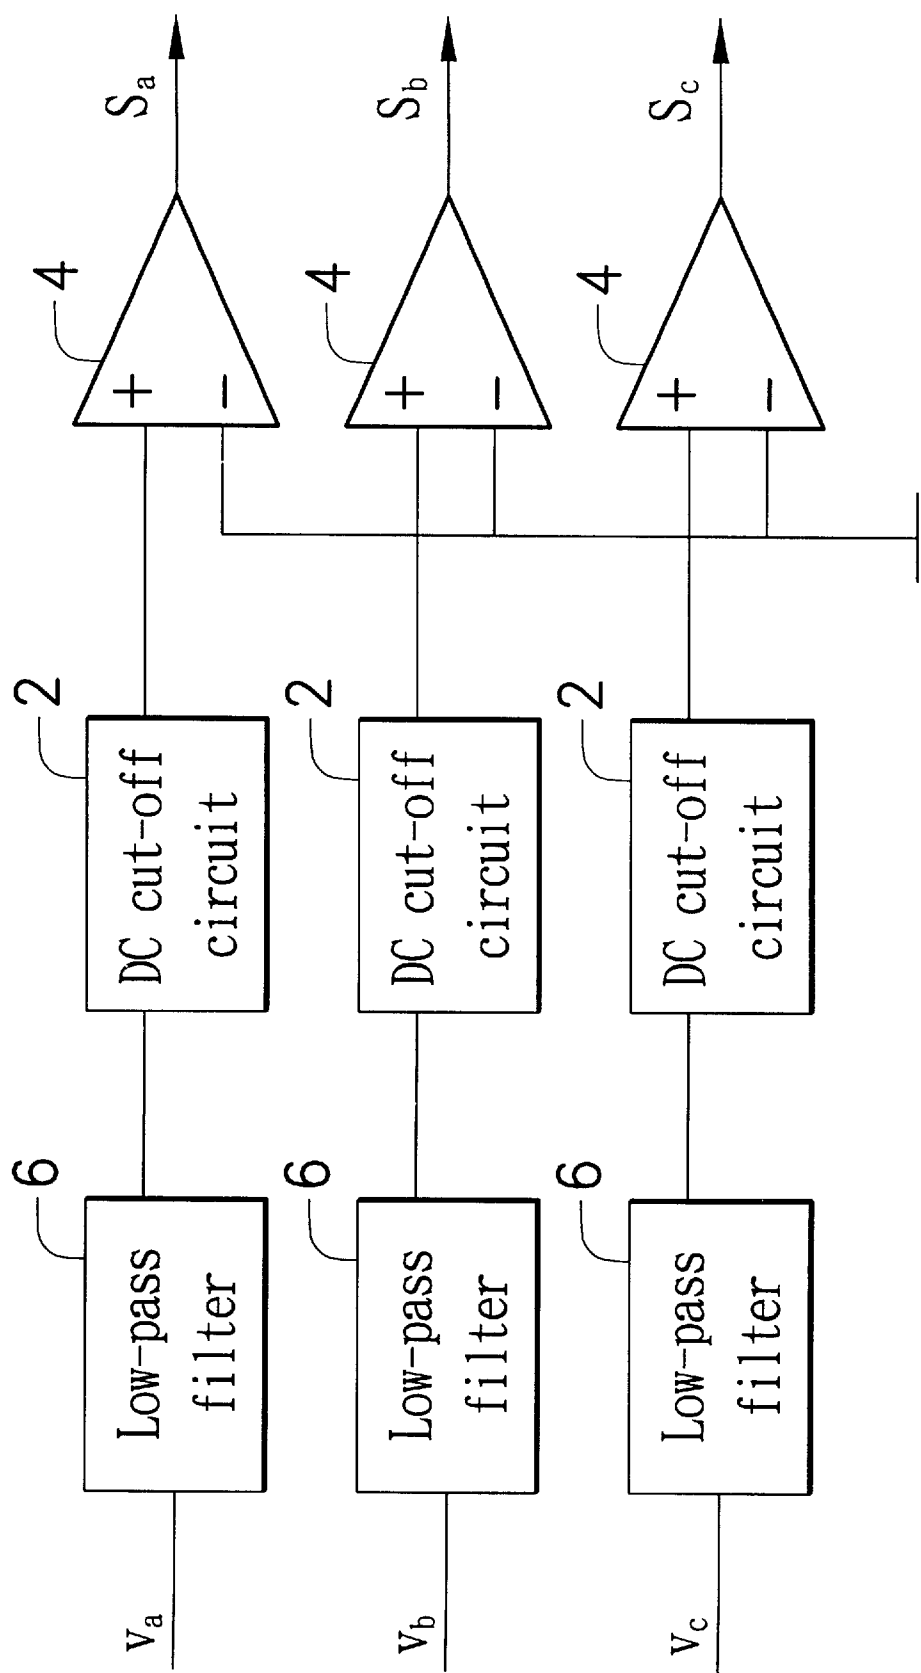 Va
6
Low-pass
filter
2
DC cut-off
circuit
4
+
−
Sa
Vb
6
Low-pass
filter
2
DC cut-off
circuit
4
+
−
Sb
Vc
6
Low-pass
filter
2
DC cut-off
circuit
4
+
−
Sc